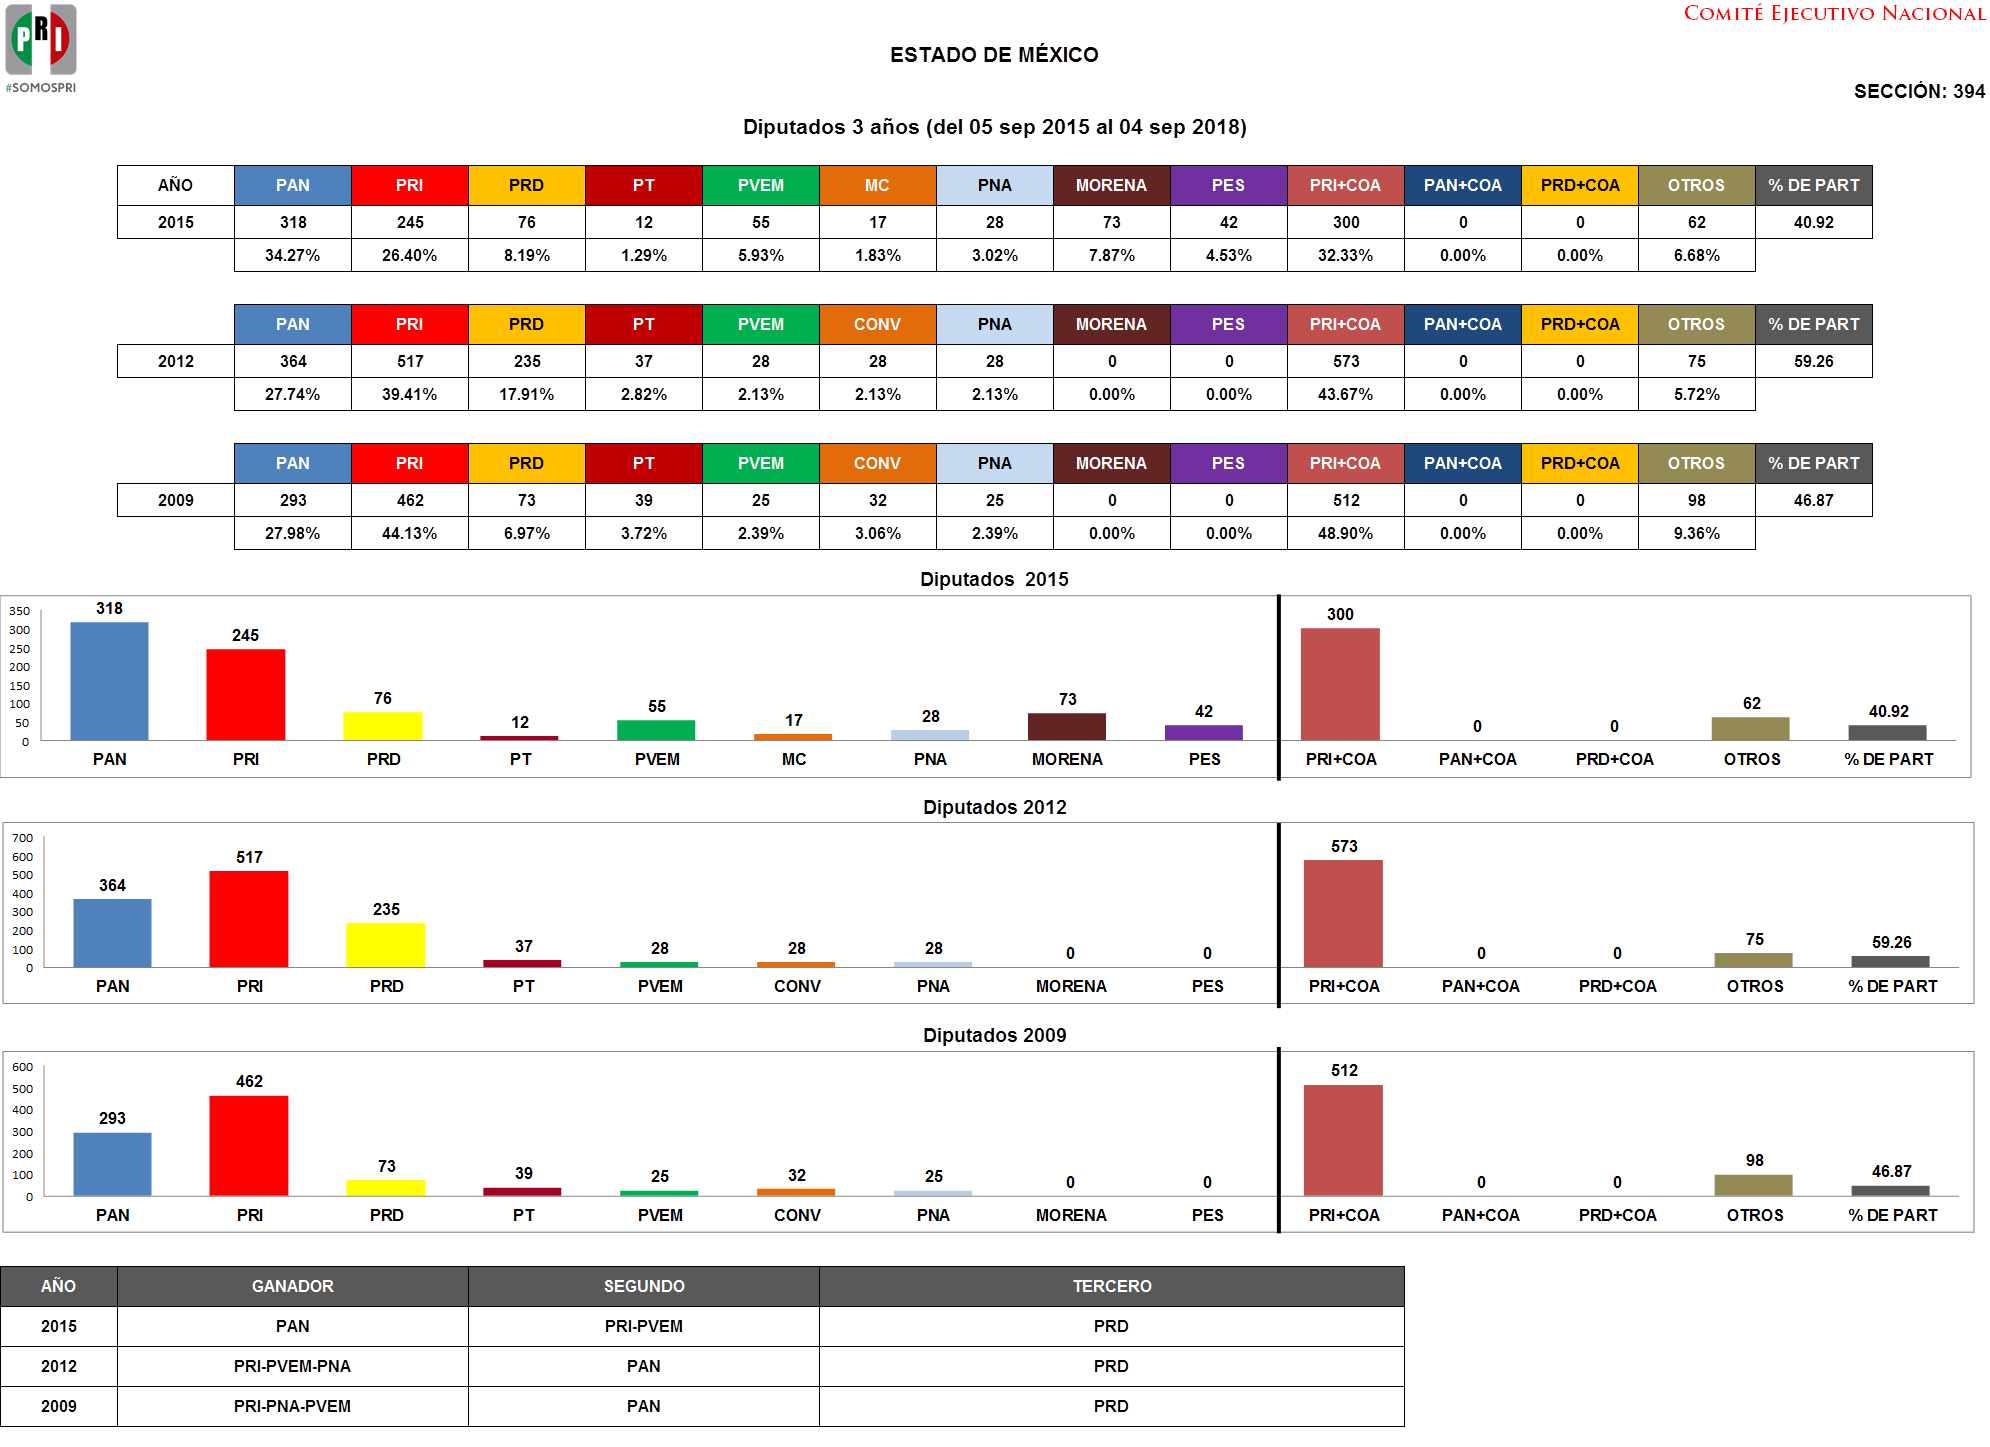 PRI
#SOMOSPRI
COMITÉ EJECUTIVO NACIONAL
ESTADO DE MÉXICO
SECCIÓN: 394
Diputados 3 años (del 05 sep 2015 al 04 sep 2018)
AÑO PAN PRI PRD PT PVEM MC PNA MORENA PES PRI+COA PAN+COA PRD+COA OTROS % DE PART
2015 318 245 76 12 55 17 28 73 42 300 0 0 62 40.92
34.27% 26.40% 8.19% 1.29% 5.93% 1.83% 3.02% 7.87% 4.53% 32.33% 0.00% 0.00% 6.68%
PAN PRI PRD PT PVEM CONV PNA MORENA PES PRI+COA PAN+COA PRD+COA OTROS % DE PART
2012 364 517 235 37 28 28 28 0 0 573 0 0 75 59.26
27.74% 39.41% 17.91% 2.82% 2.13% 2.13% 2.13% 0.00% 0.00% 43.67% 0.00% 0.00% 5.72%
PAN PRI PRD PT PVEM CONV PNA MORENA PES PRI+COA PAN+COA PRD+COA OTROS % DE PART
2009 293 462 73 39 25 32 25 0 0 512 0 0 98 46.87
27.98% 44.13% 6.97% 3.72% 2.39% 3.06% 2.39% 0.00% 0.00% 48.90% 0.00% 0.00% 9.36%
Diputados  2015
350
300
250
200
150
100
50
0
318 245 76 12 55 17 28 73 42 300 0 0 62 40.92
PAN PRI PRD PT PVEM MC PNA MORENA PES PRI+COA PAN+COA PRD+COA OTROS % DE PART
Diputados 2012
700
600
500
400
300
200
100
0
364 517 235 37 28 28 28 0 0 573 0 0 75 59.26
PAN PRI PRD PT PVEM CONV PNA MORENA PES PRI+COA PAN+COA PRD+COA OTROS % DE PART
Diputados 2009
600
500
400
300
200
100
0
293 462 73 39 25 32 25 0 0 512 0 0 98 46.87
PAN PRI PRD PT PVEM CONV PNA MORENA PES PRI+COA PAN+COA PRD+COA OTROS % DE PART
AÑO GANADOR SEGUNDO TERCERO
2015 PAN PRI-PVEM PRD
2012 PRI-PVEM-PNA PAN PRD
2009 PRI-PNA-PVEM PAN PRD